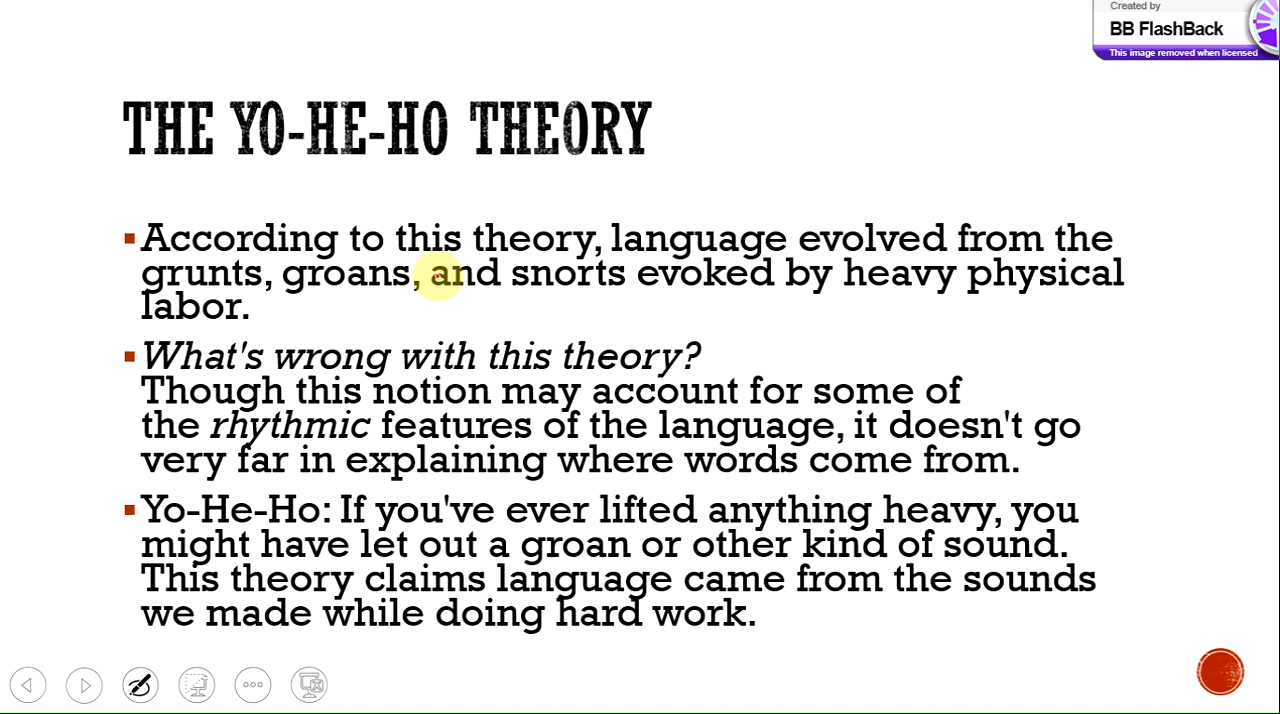 Created by
BB FlashBack
This image removed when licensed
THE YO-HE-HO THEORY
▪According to this theory, language evolved from the
grunts, groans, and snorts evoked by heavy physical
labor.
▪What's wrong with this theory?
Though this notion may account for some of
the rhythmic features of the language, it doesn't go
very far in explaining where words come from.
▪Yo-He-Ho: If you've ever lifted anything heavy, you
might have let out a groan or other kind of sound.
This theory claims language came from the sounds
we made while doing hard work.